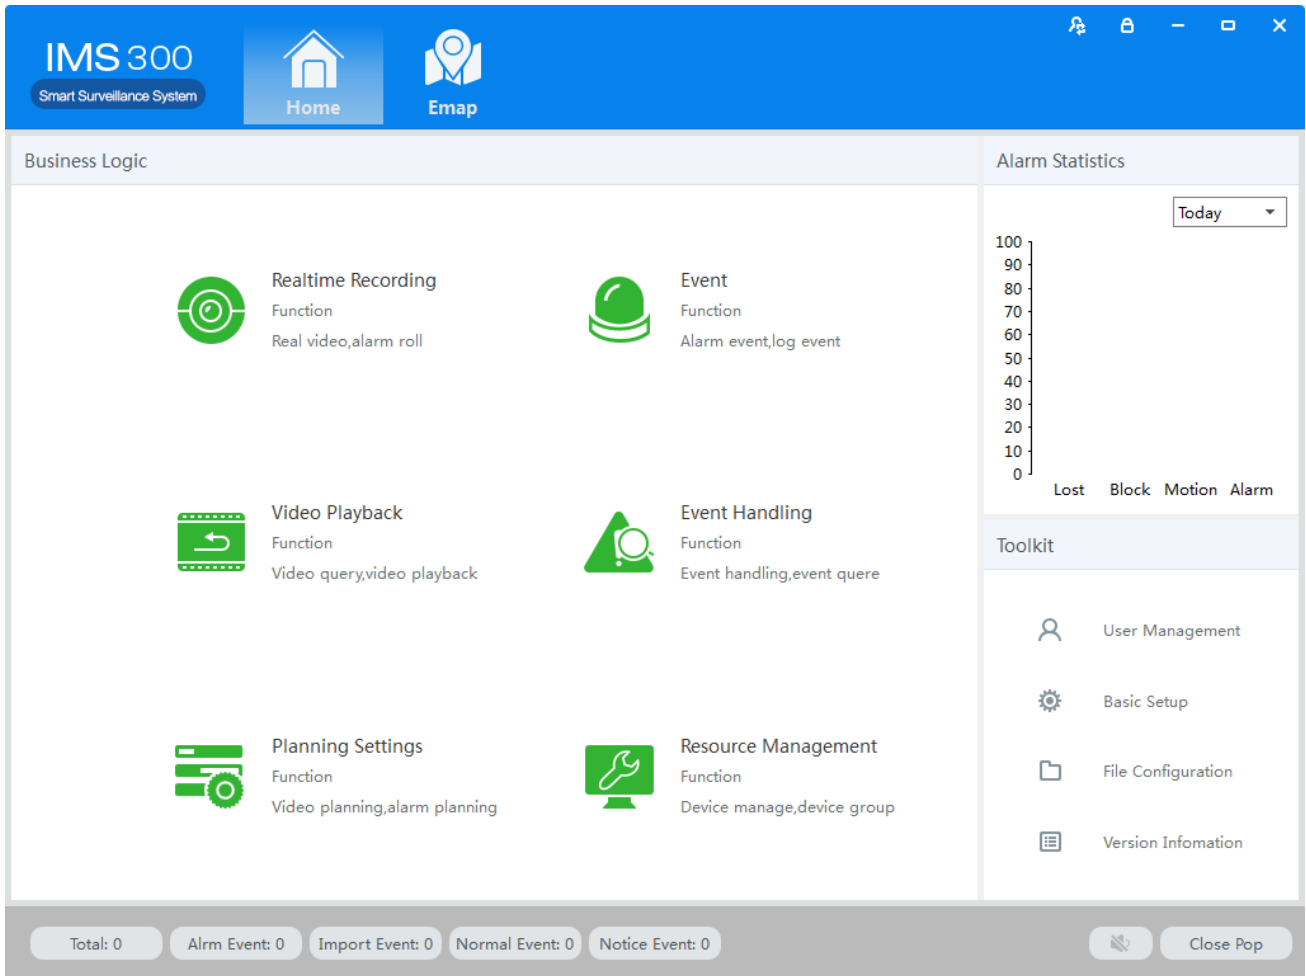 IMS 300
Smart Surveillance System
Home
Emap
Business Logic
Realtime Recording
Function
Real video,alarm roll
Event
Function
Alarm event,log event
Video Playback
Function
Video query,video playback
Event Handling
Function
Event handling,event quere
Planning Settings
Function
Video planning,alarm planning
Resource Management
Function
Device manage,device group
Alarm Statistics
Today
100
90
80
70
60
50
40
30
20
10
0
Lost Block Motion Alarm
Toolkit
User Management
Basic Setup
File Configuration
Version Infomation
Total: 0
Alrm Event: 0
Import Event: 0
Normal Event: 0
Notice Event: 0
Close Pop